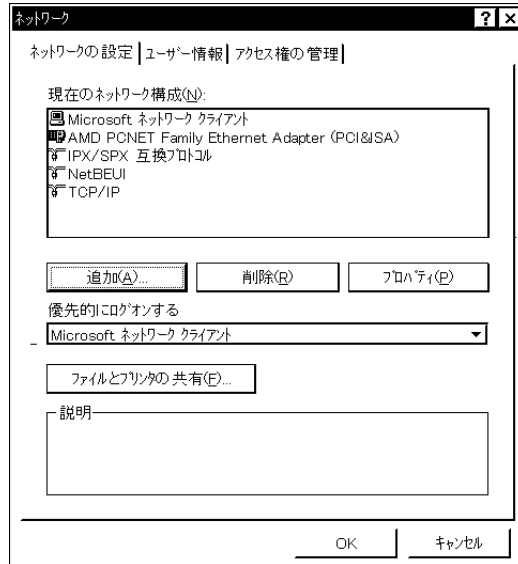 ネットワーク
ネットワークの設定 ユーザー情報 アクセス権の管理
現在のネットワーク構成(N):
Microsoft ネットワーク クライアント
AMD PCNET Family Ethernet Adapter (PCI&ISA)
IPX/SPX 互換プロトコル
NetBEUI
TCP/IP
追加(A)... 削除(R) プロパティ(P)
優先的にログオンする
Microsoft ネットワーク クライアント
ファイルとプリンタの共有(F)...
説明
OK キャンセル